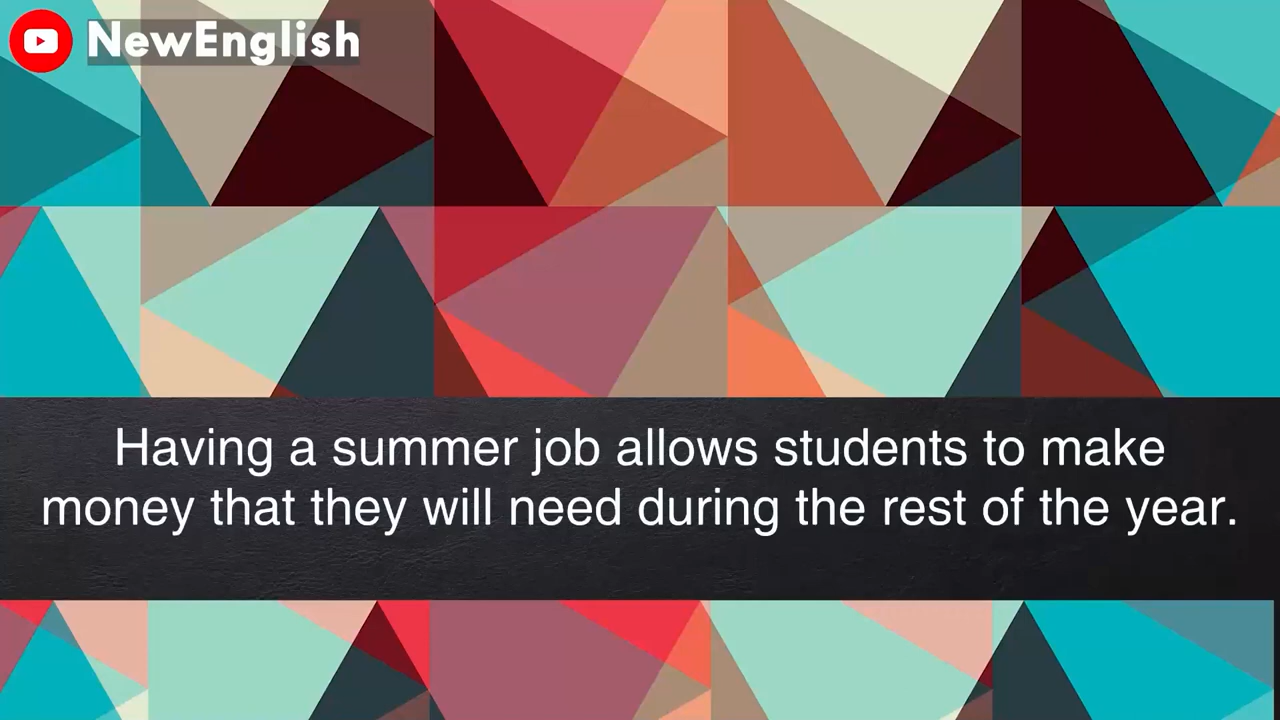 NewEnglish
Having a summer job allows students to make
money that they will need during the rest of the year.